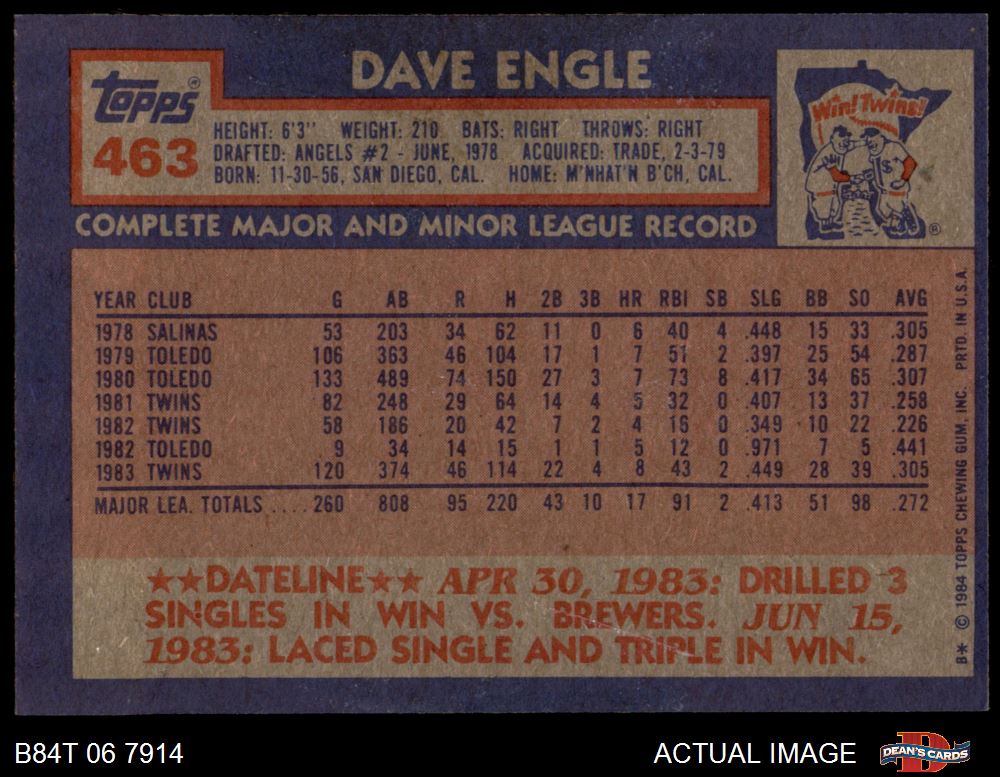 DAVE ENGLE
topps®
463
HEIGHT: 6'3'' WEIGHT: 210 BATS: RIGHT THROWS: RIGHT
DRAFTED: ANGELS #2 - JUNE, 1978 ACQUIRED: TRADE, 2-3-79
BORN: 11-30-56, SAN DIEGO, CAL. HOME: M'NHAT'N B'CH, CAL.
Win! Twins!
$
®
COMPLETE MAJOR AND MINOR LEAGUE RECORD
YEAR CLUB G AB R H 2B 3B HR RBI SB SLG BB SO AVG
1978 SALINAS 53 203 34 62 11 0 6 40 4 .448 15 33 .305
1979 TOLEDO 106 363 46 104 17 1 7 51 2 .397 25 54 .287
1980 TOLEDO 133 489 74 150 27 3 7 73 8 .417 34 65 .307
1981 TWINS 82 248 29 64 14 4 5 32 0 .407 13 37 .258
1982 TWINS 58 186 20 42 7 2 4 16 0 .349 10 22 .226
1982 TOLEDO 9 34 14 15 1 1 5 12 0 .971 7 5 .441
1983 TWINS 120 374 46 114 22 4 8 43 2 .449 28 39 .305
MAJOR LEA. TOTALS .... 260 808 95 220 43 10 17 91 2 .413 51 98 .272
★★DATELINE★★ APR 30, 1983: DRILLED 3
SINGLES IN WIN VS. BREWERS. JUN 15,
1983: LACED SINGLE AND TRIPLE IN WIN.
B* © 1984 TOPPS CHEWING GUM, INC. PRTD. IN U.S.A.
B84T 06 7914
ACTUAL IMAGE
D
DEAN'S CARDS